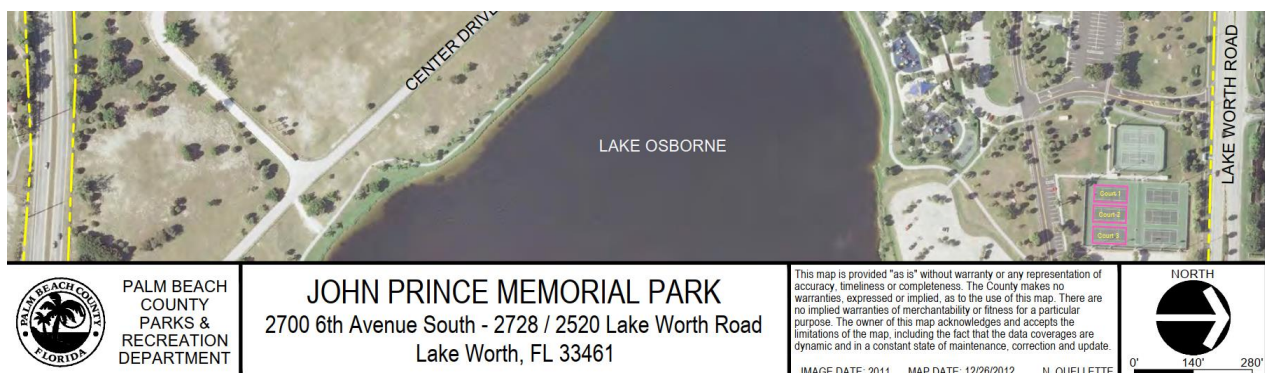 CENTER DRIVE
LAKE OSBORNE
LAKE WORTH ROAD
Court 1
Court 2
Court 3
PALM BEACH COUNTY
FLORIDA
PALM BEACH
COUNTY
PARKS &
RECREATION
DEPARTMENT
JOHN PRINCE MEMORIAL PARK
2700 6th Avenue South - 2728 / 2520 Lake Worth Road
Lake Worth, FL 33461
This map is provided "as is" without warranty or any representation of
accuracy, timeliness or completeness. The County makes no
warranties, expressed or implied, as to the use of this map. There are
no implied warranties of merchantability or fitness for a particular
purpose. The owner of this map acknowledges and accepts the
limitations of the map, including the fact that the data coverages are
dynamic and in a constant state of maintenance, correction and update.
IMAGE DATE: 2011 MAP DATE: 12/26/2012 N. OUELLETTE
NORTH
0' 140' 280'